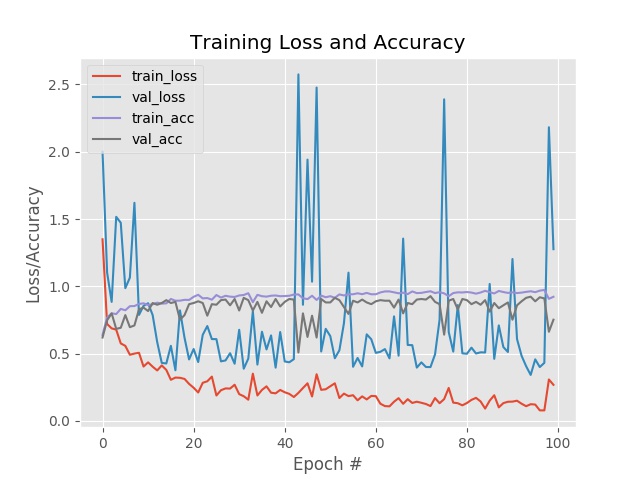 Training Loss and Accuracy
train_loss
val_loss
train_acc
val_acc
Loss/Accuracy
2.5
2.0
1.5
1.0
0.5
0.0
0 20 40 60 80 100
Epoch #